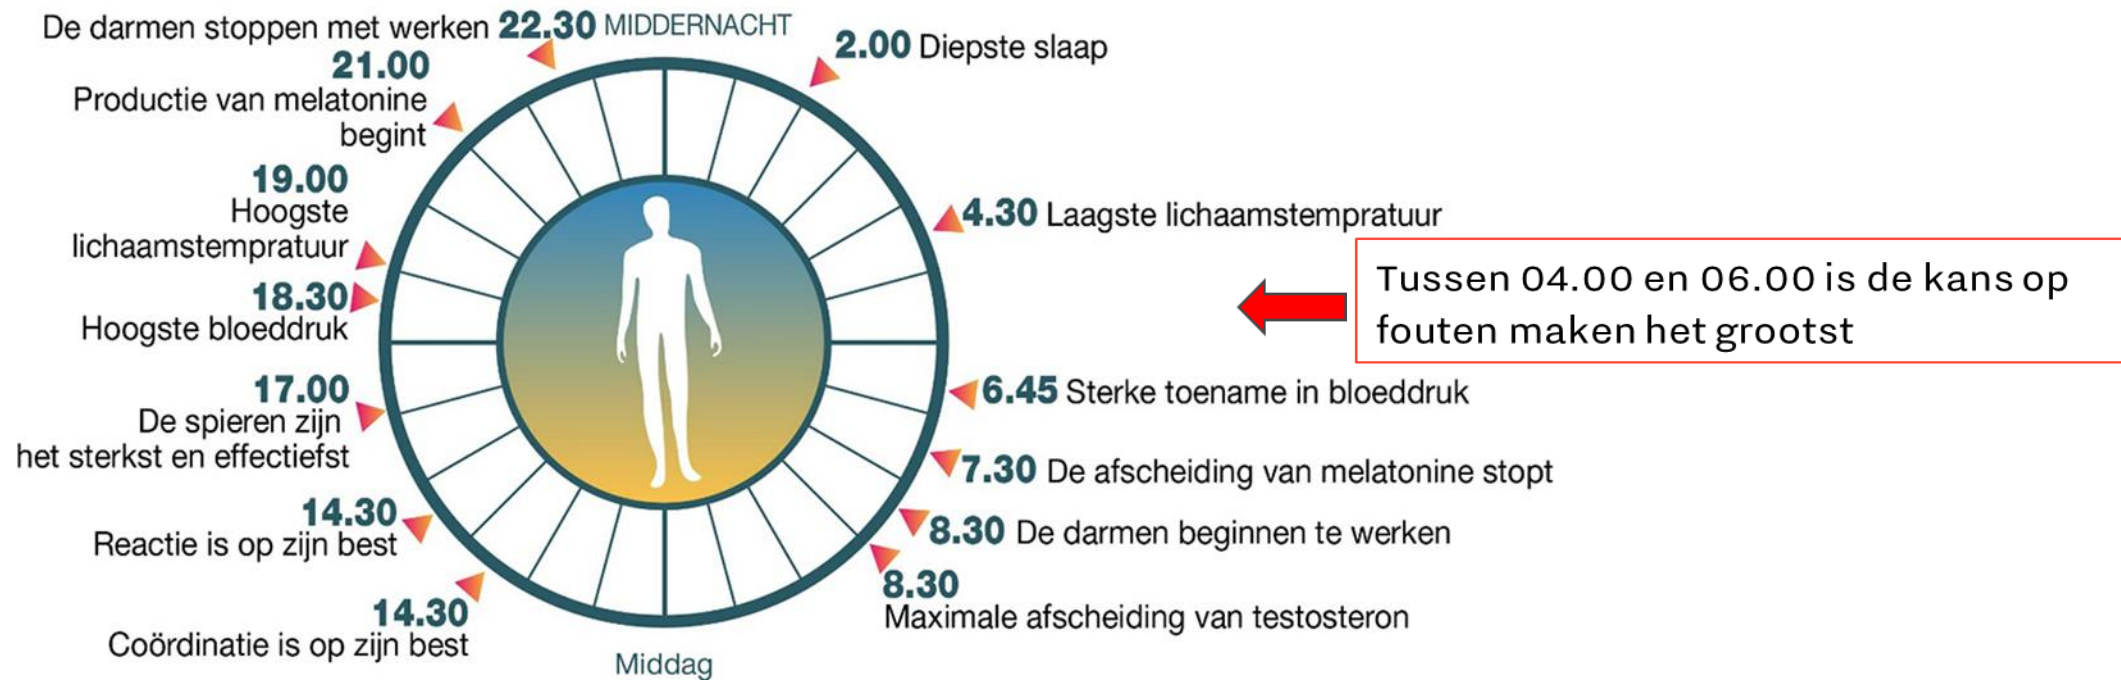 De darmen stoppen met werken 22.30
MIDDERNACHT
2.00 Diepste slaap
4.30 Laagste lichaamstempratuur
Tussen 04.00 en 06.00 is de kans op
fouten maken het grootst
6.45 Sterke toename in bloeddruk
7.30 De afscheiding van melatonine stopt
8.30 De darmen beginnen te werken
8.30
Maximale afscheiding van testosteron
Middag
14.30
Coördinatie is op zijn best
14.30
Reactie is op zijn best
17.00
De spieren zijn
het sterkst en effectiefst
18.30
Hoogste bloeddruk
19.00
Hoogste
lichaamstempratuur
21.00
Productie van melatonine
begint